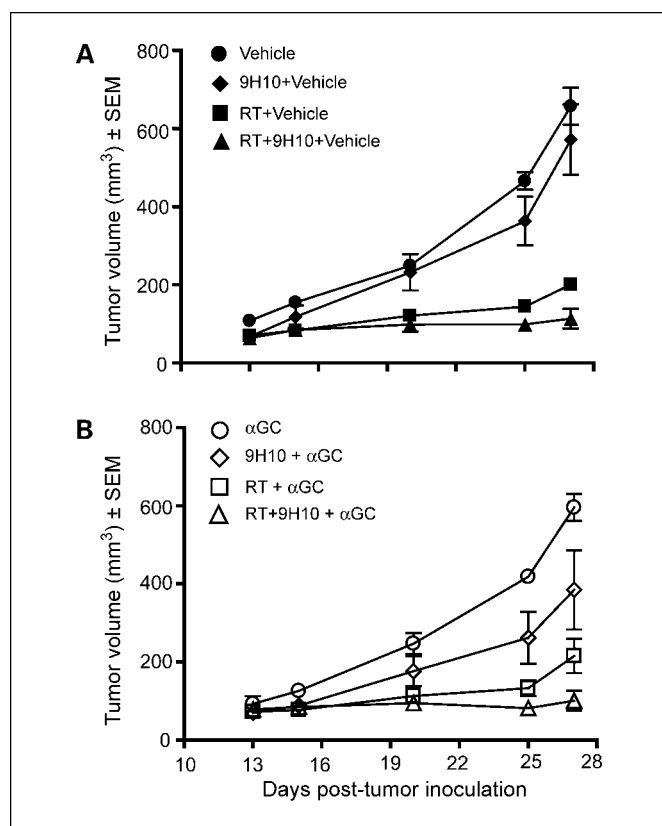 A
Vehicle
9H10+Vehicle
RT+Vehicle
RT+9H10+Vehicle
Tumor volume (mm³) ± SEM
800
600
400
200
0
B
αGC
9H10 + αGC
RT + αGC
RT+9H10 + αGC
Tumor volume (mm³) ± SEM
800
600
400
200
0
10 13 16 19 22 25 28
Days post-tumor inoculation